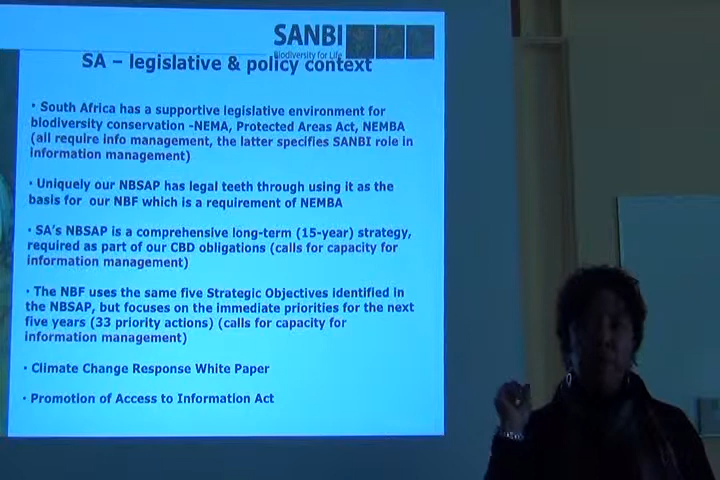 SANBI
Biodiversity for Life
SA – legislative & policy context
• South Africa has a supportive legislative environment for
biodiversity conservation -NEMA, Protected Areas Act, NEMBA
(all require info management, the latter specifies SANBI role in
information management)
• Uniquely our NBSAP has legal teeth through using it as the
basis for our NBF which is a requirement of NEMBA
• SA's NBSAP is a comprehensive long-term (15-year) strategy,
required as part of our CBD obligations (calls for capacity for
information management)
• The NBF uses the same five Strategic Objectives identified in
the NBSAP, but focuses on the immediate priorities for the next
five years (33 priority actions) (calls for capacity for
information management)
• Climate Change Response White Paper
• Promotion of Access to Information Act